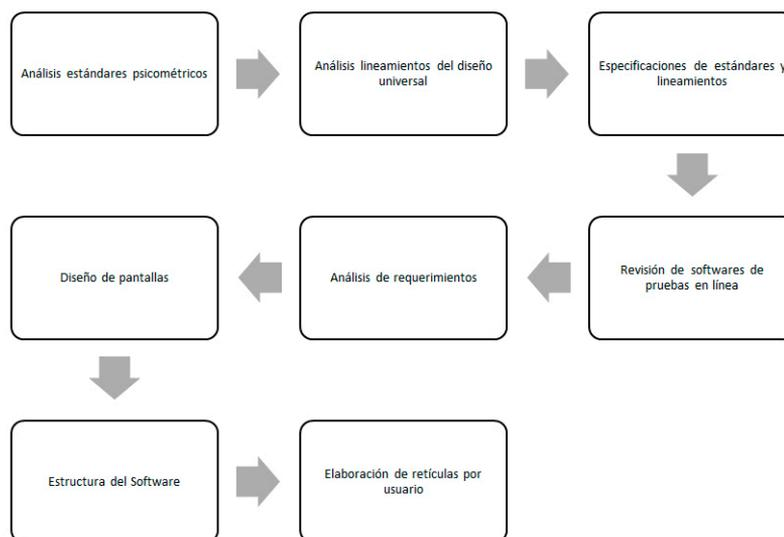 Análisis estándares psicométricos
Análisis lineamientos del diseño
universal
Especificaciones de estándares y
lineamientos
Revisión de softwares de
pruebas en línea
Análisis de requerimientos
Diseño de pantallas
Estructura del Software
Elaboración de retículas por
usuario